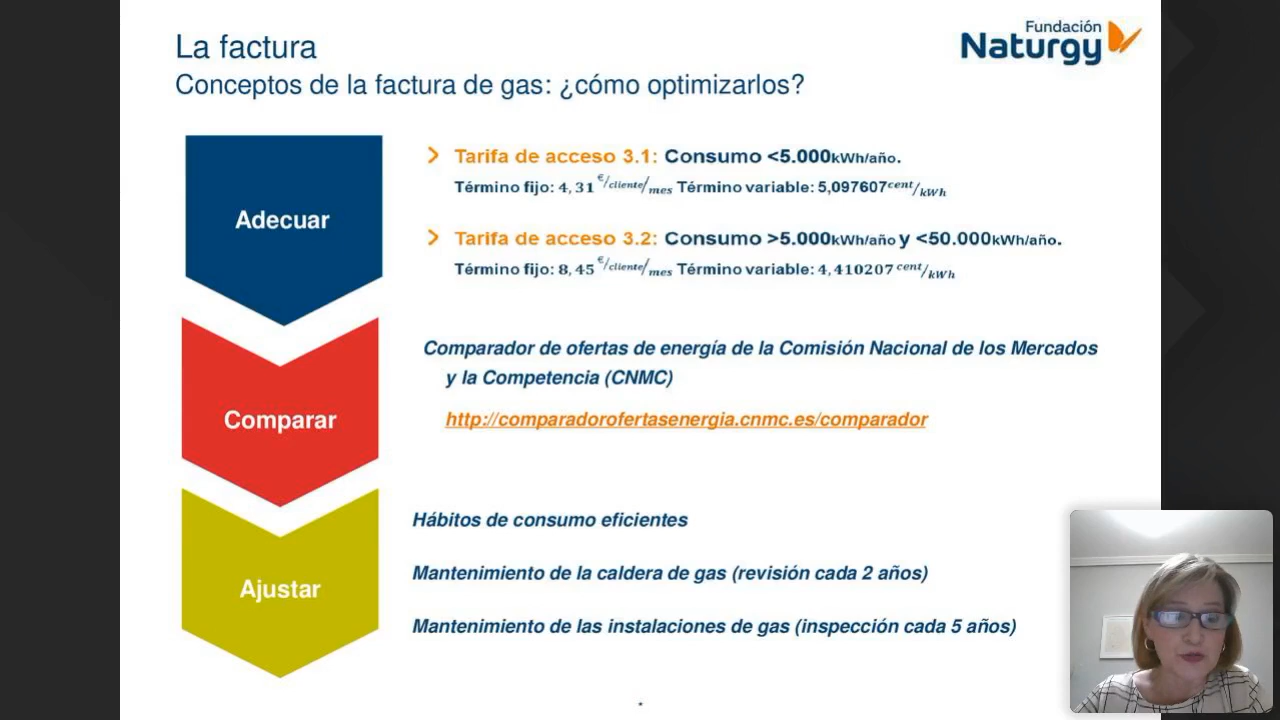 La factura
Conceptos de la factura de gas: ¿cómo optimizarlos?
Fundación
Naturgy
Adecuar
Tarifa de acceso 3.1: Consumo <5.000kWh/año.
Término fijo: 4,31 €/cliente/mes Término variable: 5,097607 cent/kWh
Tarifa de acceso 3.2: Consumo >5.000kWh/año y <50.000kWh/año.
Término fijo: 8,45 €/cliente/mes Término variable: 4,410207 cent/kWh
Comparar
Comparador de ofertas de energía de la Comisión Nacional de los Mercados
y la Competencia (CNMC)
http://comparadorofertasenergia.cnmc.es/comparador
Ajustar
Hábitos de consumo eficientes
Mantenimiento de la caldera de gas (revisión cada 2 años)
Mantenimiento de las instalaciones de gas (inspección cada 5 años)